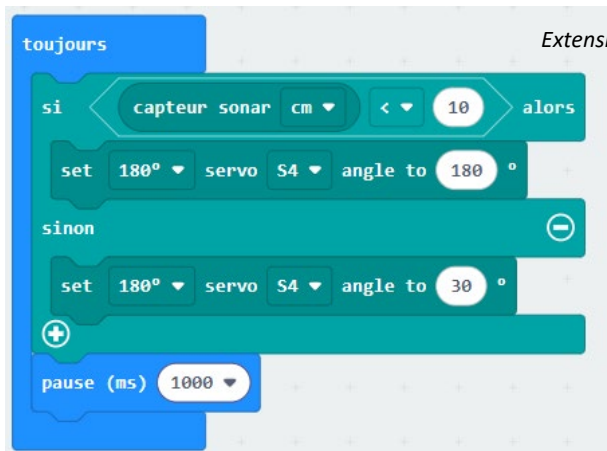 toujours
Extensi
si capteur sonar cm < 10 alors
set 180° servo S4 angle to 180 °
sinon
set 180° servo S4 angle to 30 °
pause (ms) 1000